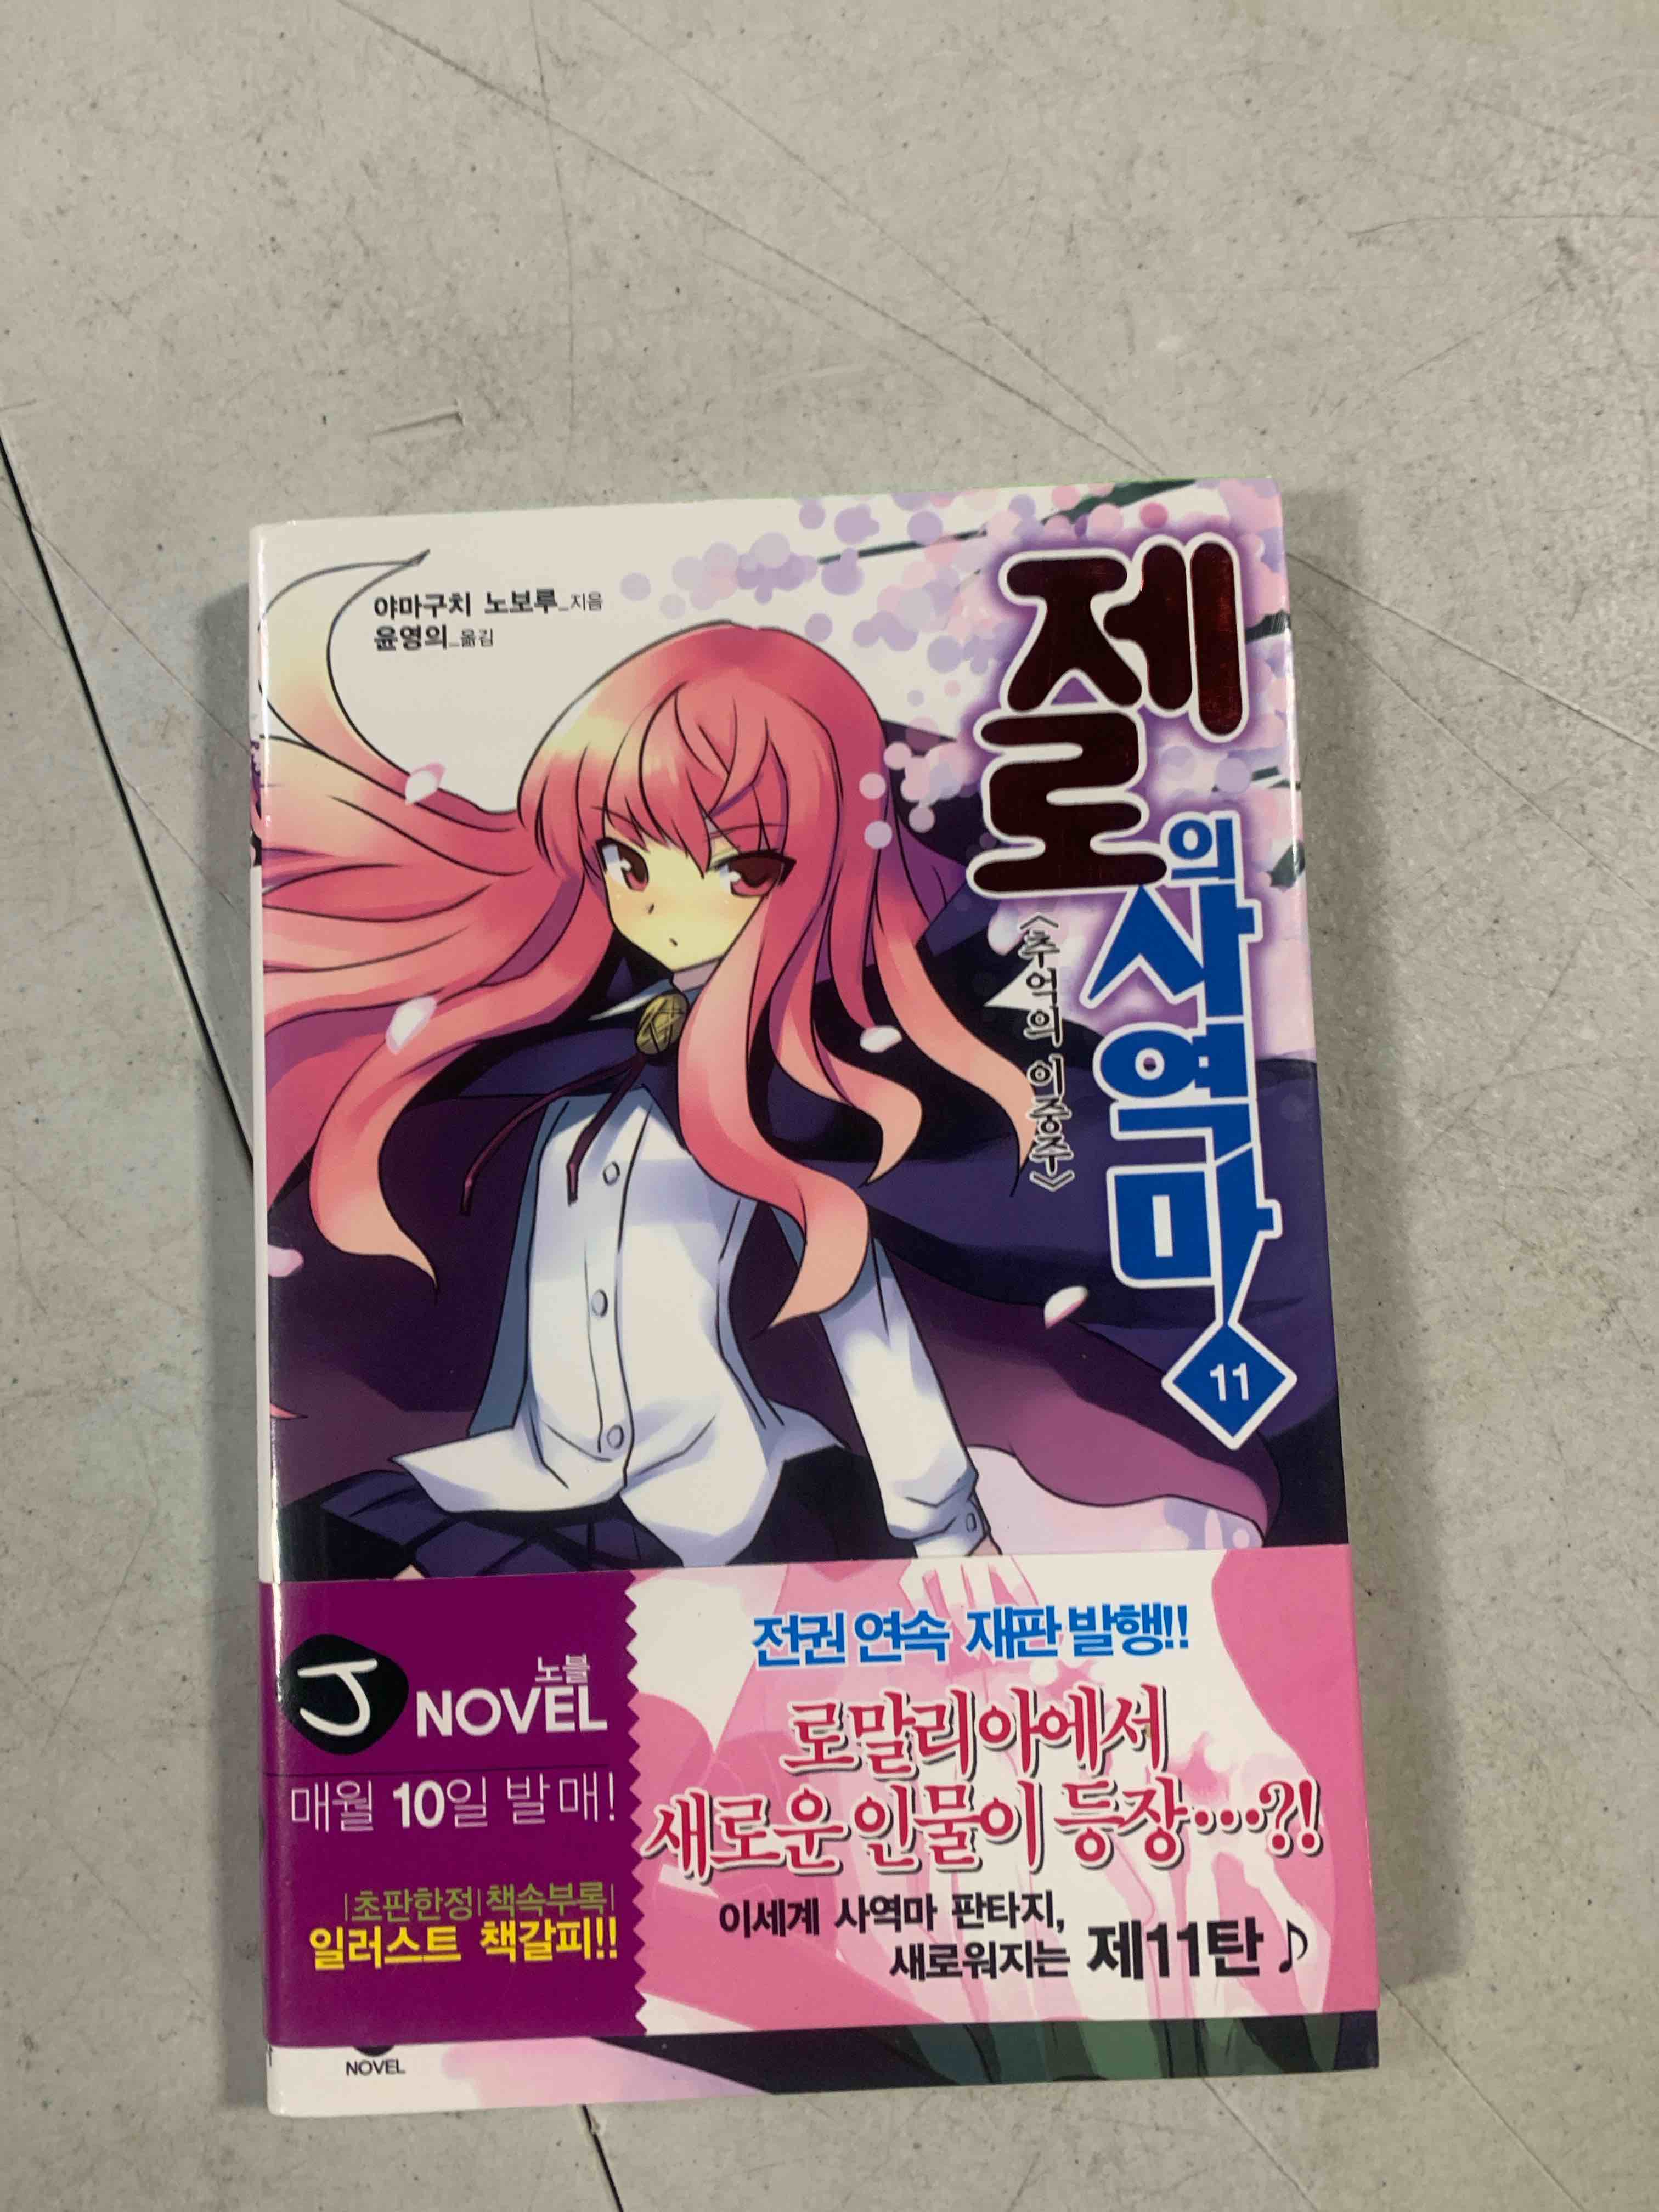 야마구치 노보루_지음
윤영의_옮김
제로의 사역마
〈추억의 이중주〉
11
전권 연속 재판 발행!!
로말리아에서
새로운 인물이 등장…?!
이세계 사역마 판타지,
새로워지는 제11탄♪
J 노블
NOVEL
매월 10일 발매!
|초판한정|책속부록|
일러스트 책갈피!!
NOVEL